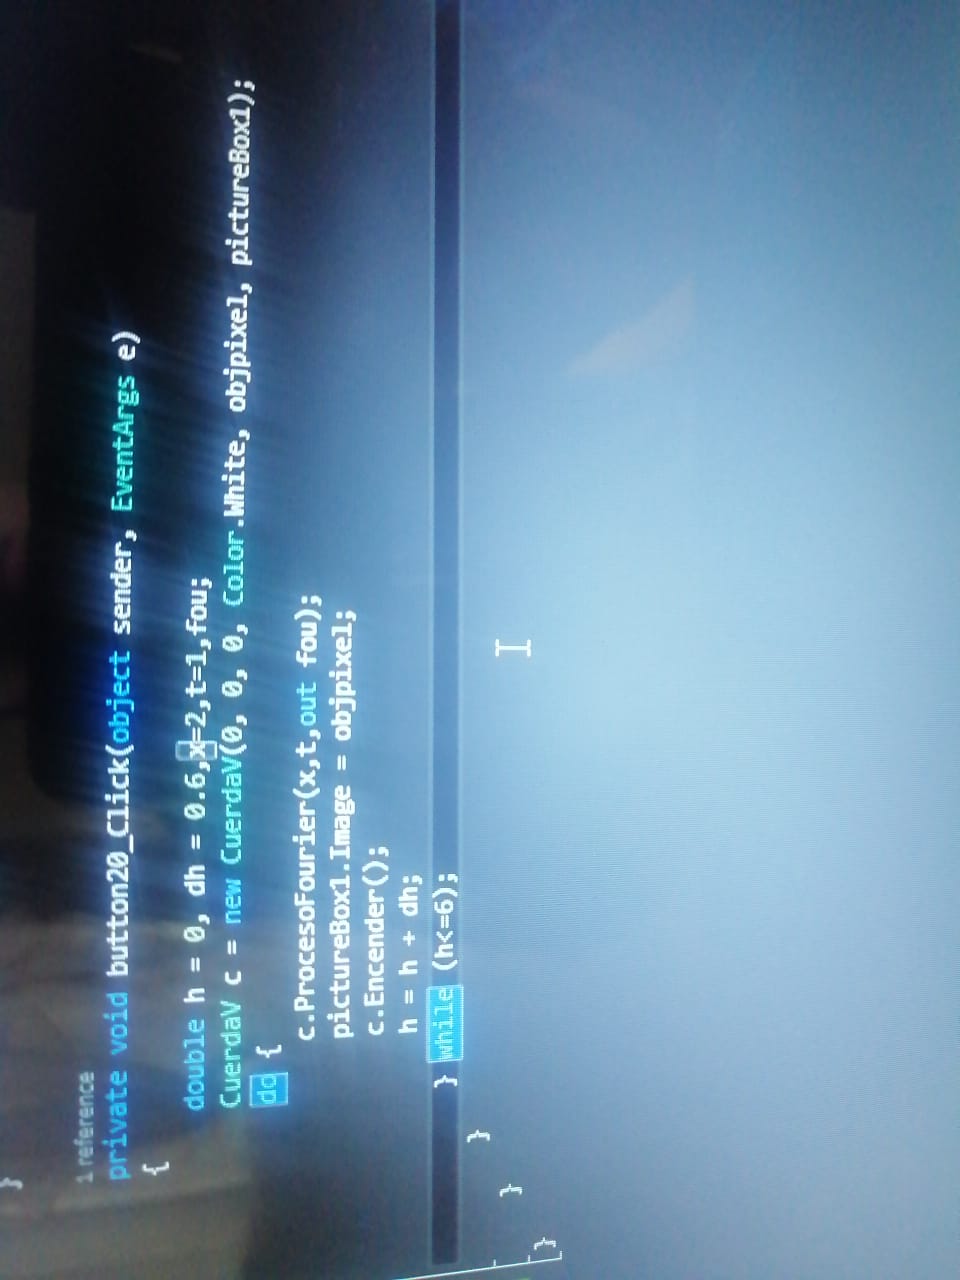 }
1 reference
private void button20_Click(object sender, EventArgs e)
{
double h = 0, dh = 0.6,x=2,t=1,fou;
CuerdaV c = new CuerdaV(0, 0, 0, Color.White, objpixel, pictureBox1);
do {
c.ProcesoFourier(x,t,out fou);
pictureBox1.Image = objpixel;
c.Encender();
h = h + dh;
} while (h<=6);
}
}
}